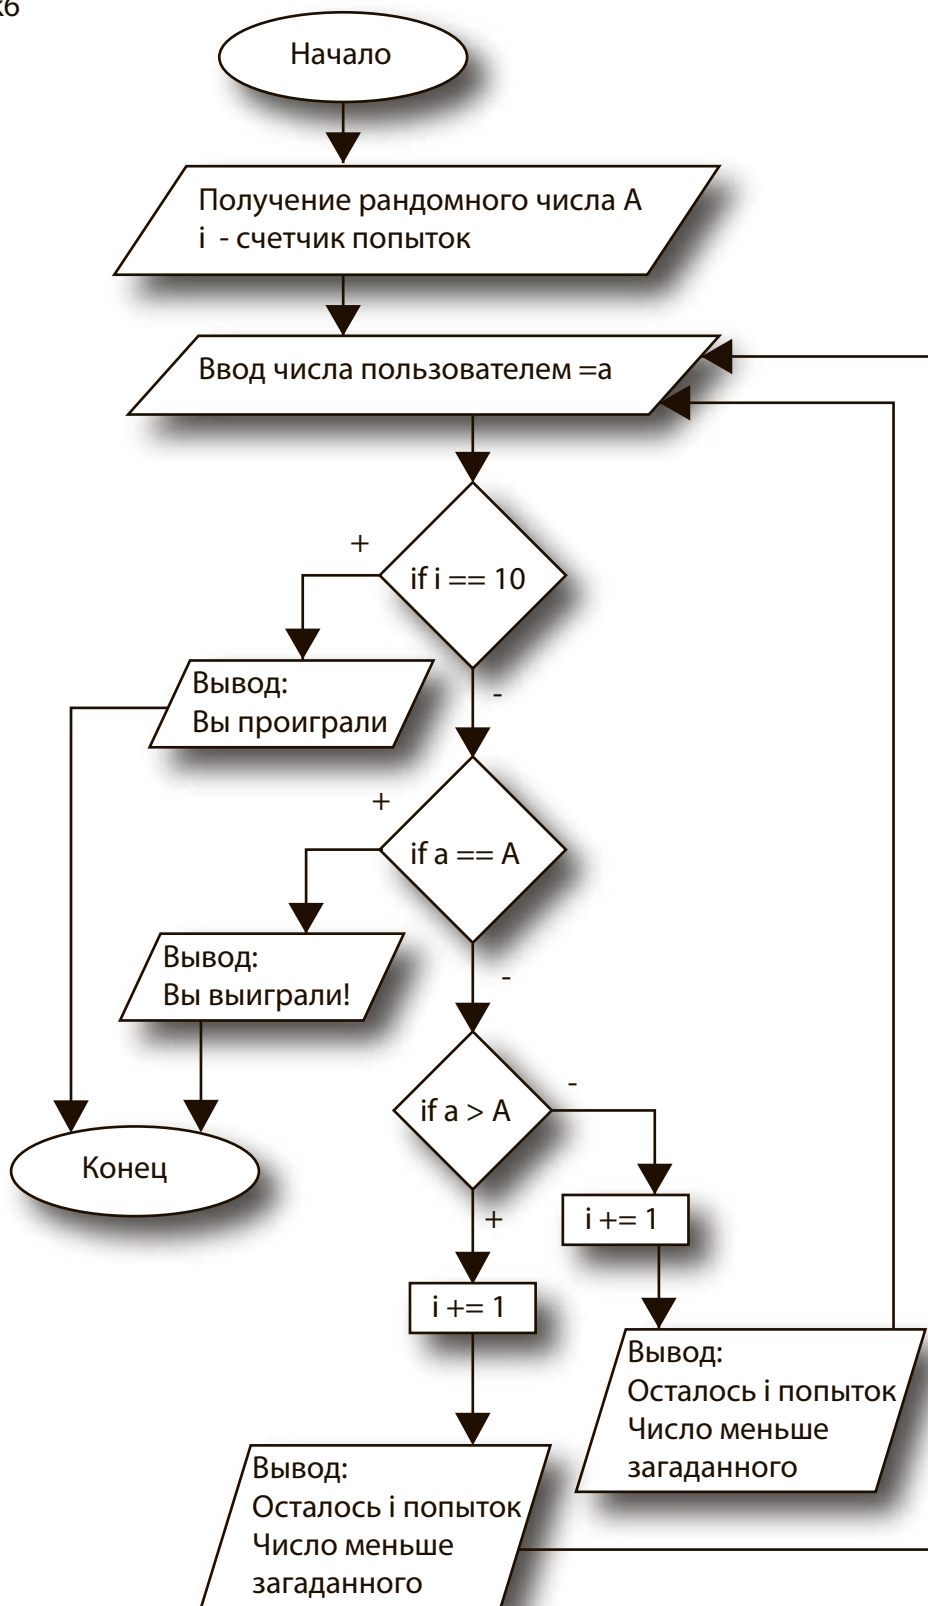 Начало
Получение рандомного числа А
i - счетчик попыток
Ввод числа пользователем =а
if i == 10
+
-
Вывод:
Вы проиграли
if a == A
+
-
Вывод:
Вы выиграли!
if a > A
-
+
Конец
i += 1
i += 1
Вывод:
Осталось i попыток
Число меньше
загаданного
Вывод:
Осталось i попыток
Число меньше
загаданного